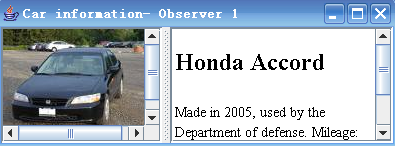 Car information- Observer 1
Honda Accord
Made in 2005, used by the
Department of defense. Mileage: